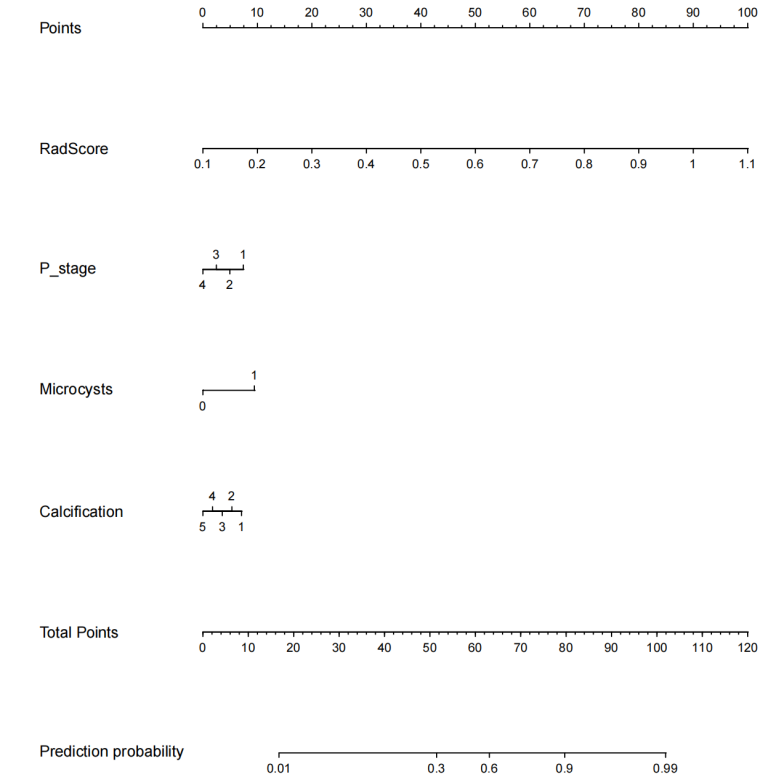 Points 0 10 20 30 40 50 60 70 80 90 100
RadScore
0.1 0.2 0.3 0.4 0.5 0.6 0.7 0.8 0.9 1 1.1
3 1
P_stage
4 2
1
Microcysts
0
4 2
Calcification
5 3 1
Total Points
0 10 20 30 40 50 60 70 80 90 100 110 120
Prediction probability
0.01 0.3 0.6 0.9 0.99